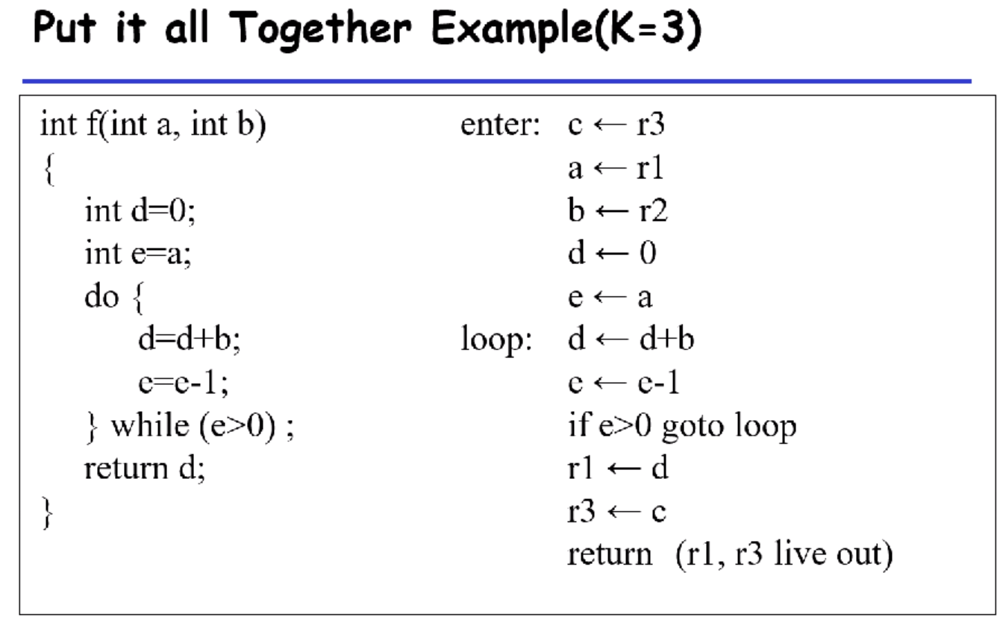 Put it all Together Example(K=3)
int f(int a, int b)
{
int d=0;
int e=a;
do {
d=d+b;
e=e-1;
} while (e>0) ;
return d;
}
enter: c ← r3
a ← r1
b ← r2
d ← 0
e ← a
loop: d ← d+b
e ← e-1
if e>0 goto loop
r1 ← d
r3 ← c
return (r1, r3 live out)